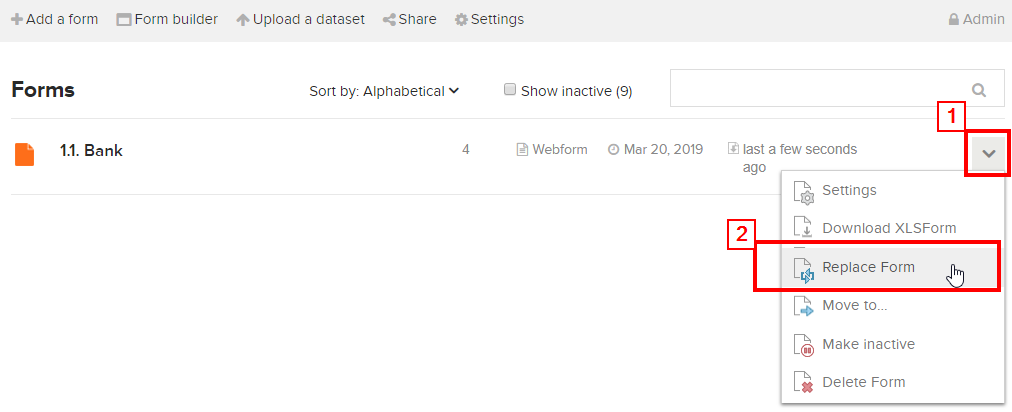 Add a form Form builder Upload a dataset Share Settings Admin
Forms Sort by: Alphabetical Show inactive (9)
1
1.1. Bank 4 Webform Mar 20, 2019 last a few seconds
ago
Settings
2
Download XLSForm
Replace Form
Move to...
Make inactive
Delete Form